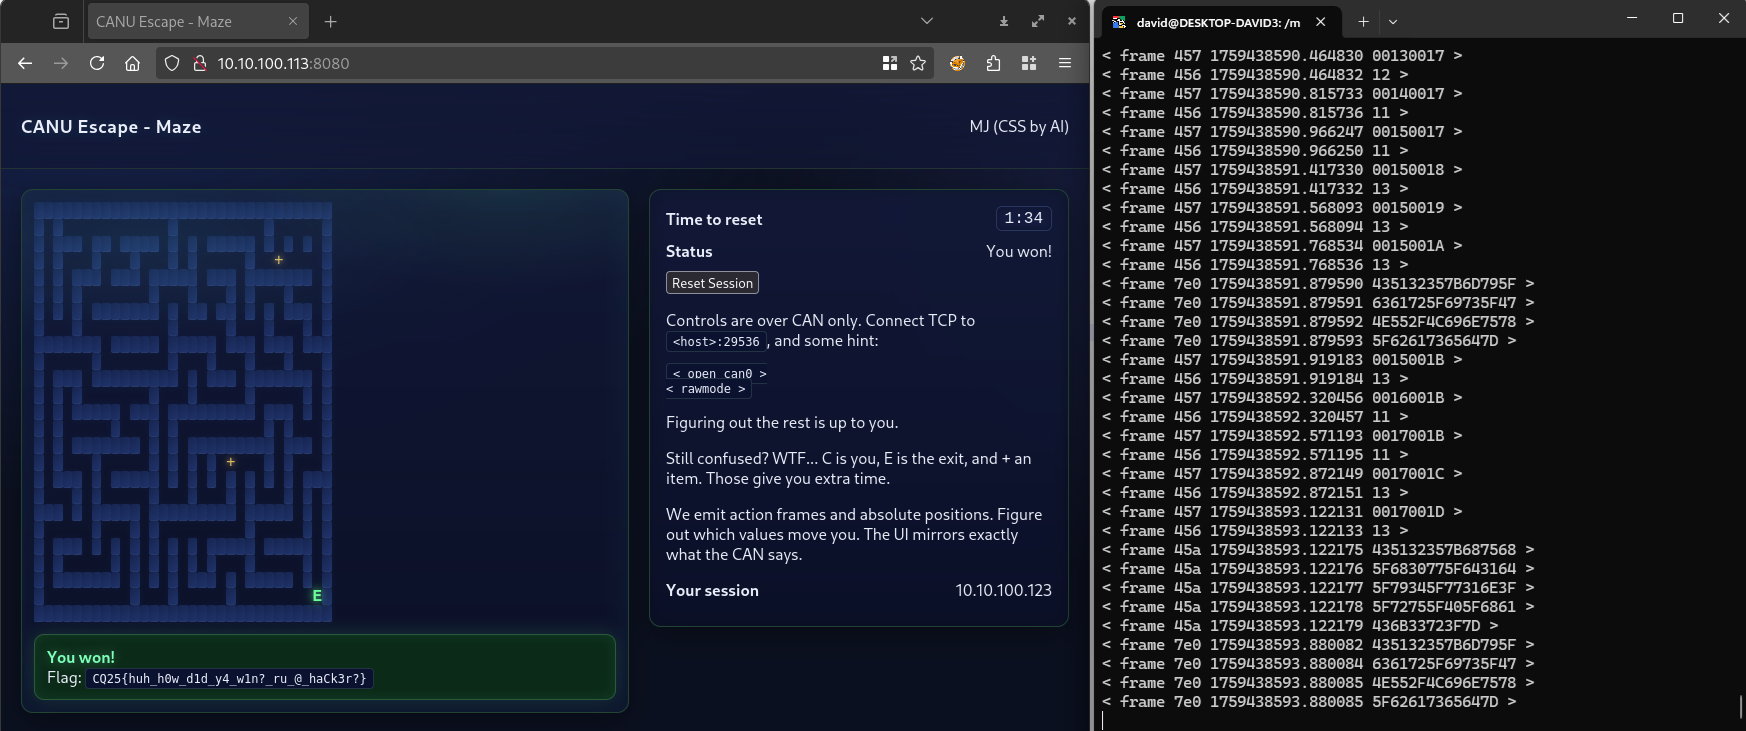 CANU Escape - Maze
10.10.100.113:8080
CANU Escape - Maze
MJ (CSS by AI)
+
+
E
You won!
Flag: CQ25{huh_h0w_d1d_y4_w1n?_ru_@_haCk3r?}
Time to reset
1:34
Status
You won!
Reset Session
Controls are over CAN only. Connect TCP to
<host>:29536, and some hint:
< open can0 >
< rawmode >
Figuring out the rest is up to you.
Still confused? WTF... C is you, E is the exit, and + an
item. Those give you extra time.
We emit action frames and absolute positions. Figure
out which values move you. The UI mirrors exactly
what the CAN says.
Your session
10.10.100.123
david@DESKTOP-DAVID3: /m
< frame 457 1759438590.464830 00130017 >
< frame 456 1759438590.464832 12 >
< frame 457 1759438590.815733 00140017 >
< frame 456 1759438590.815736 11 >
< frame 457 1759438590.966247 00150017 >
< frame 456 1759438590.966250 11 >
< frame 457 1759438591.417330 00150018 >
< frame 456 1759438591.417332 13 >
< frame 457 1759438591.568093 00150019 >
< frame 456 1759438591.568094 13 >
< frame 457 1759438591.768534 0015001A >
< frame 456 1759438591.768536 13 >
< frame 7e0 1759438591.879590 435132357B6D795F >
< frame 7e0 1759438591.879591 6361725F69735F47 >
< frame 7e0 1759438591.879592 4E552F4C696E7578 >
< frame 7e0 1759438591.879593 5F62617365647D >
< frame 457 1759438591.919183 0015001B >
< frame 456 1759438591.919184 13 >
< frame 457 1759438592.320456 0016001B >
< frame 456 1759438592.320457 11 >
< frame 457 1759438592.571193 0017001B >
< frame 456 1759438592.571195 11 >
< frame 457 1759438592.872149 0017001C >
< frame 456 1759438592.872151 13 >
< frame 457 1759438593.122131 0017001D >
< frame 456 1759438593.122133 13 >
< frame 45a 1759438593.122175 435132357B687568 >
< frame 45a 1759438593.122176 5F6830775F643164 >
< frame 45a 1759438593.122177 5F79345F77316E3F >
< frame 45a 1759438593.122178 5F72755F405F6861 >
< frame 45a 1759438593.122179 436B33723F7D >
< frame 7e0 1759438593.880082 435132357B6D795F >
< frame 7e0 1759438593.880084 6361725F69735F47 >
< frame 7e0 1759438593.880085 4E552F4C696E7578 >
< frame 7e0 1759438593.880085 5F62617365647D >